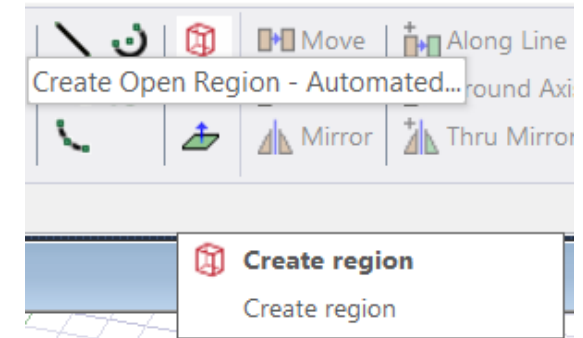 Move
Along Line
Create Open Region - Automated...
round Axi
Mirror
Thru Mirror
Create region
Create region